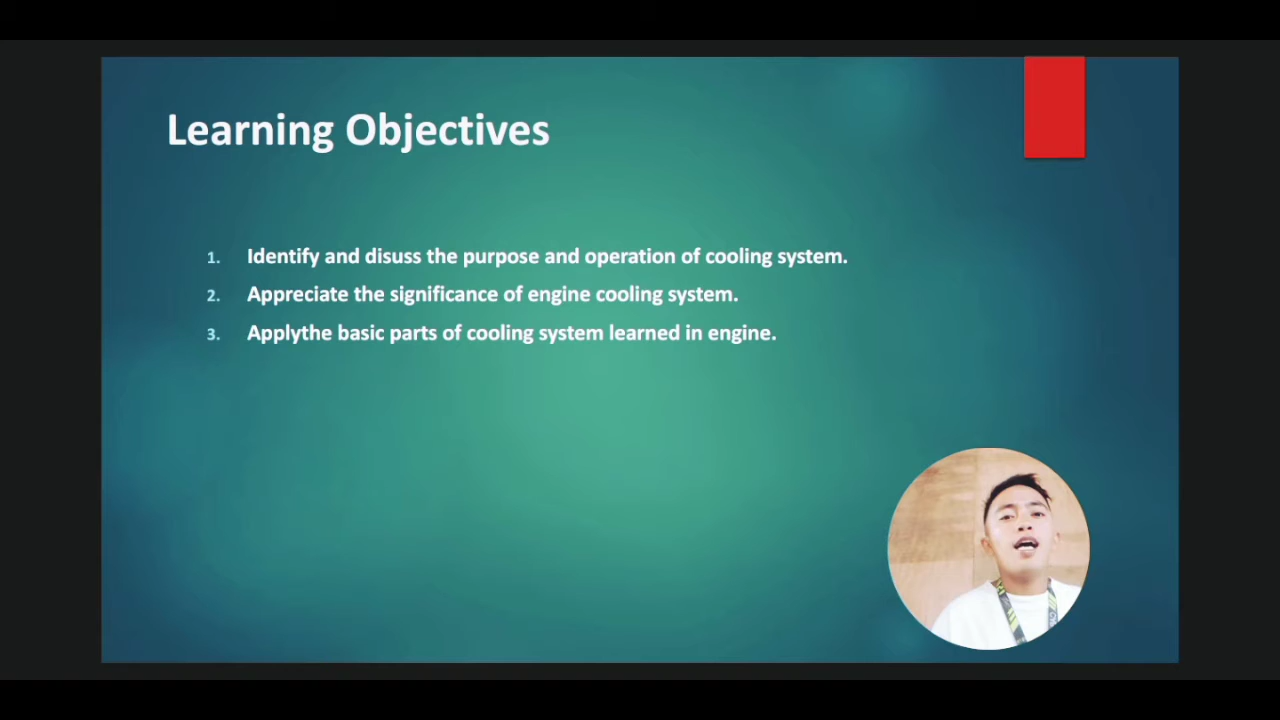 Learning Objectives
1. Identify and disuss the purpose and operation of cooling system.
2. Appreciate the significance of engine cooling system.
3. Applythe basic parts of cooling system learned in engine.